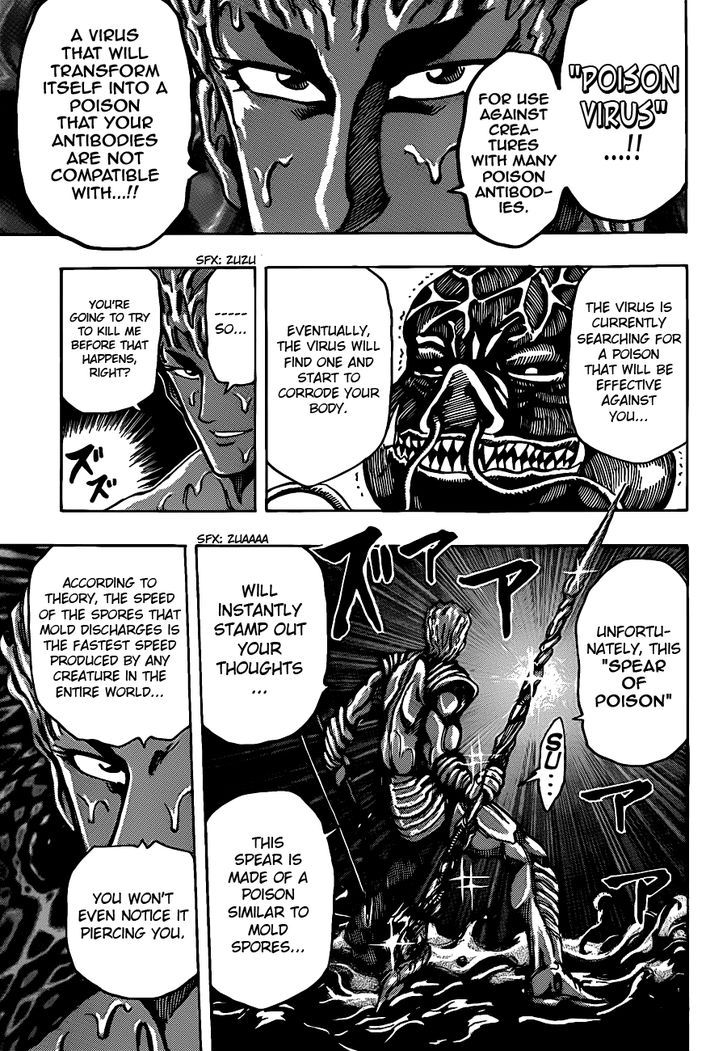 "POISON
VIRUS"
....!!
FOR USE
AGAINST
CREA-
TURES
WITH MANY
POISON
ANTIBOD-
IES.
A VIRUS
THAT WILL
TRANSFORM
ITSELF INTO A
POISON
THAT YOUR
ANTIBODIES
ARE NOT
COMPATIBLE
WITH...!!
THE VIRUS IS
CURRENTLY
SEARCHING FOR
A POISON
THAT WILL BE
EFFECTIVE
AGAINST
YOU...
EVENTUALLY,
THE VIRUS WILL
FIND ONE AND
START TO
CORRODE YOUR
BODY.
SFX: ZUZU
-----
SO...
YOU'RE
GOING TO TRY
TO KILL ME
BEFORE THAT
HAPPENS,
RIGHT?
ズズ
SFX: ZUAAAA
ズアアアア
UNFORTU-
NATELY, THIS
"SPEAR
OF
POISON"
SU...
WILL
INSTANTLY
STAMP OUT
YOUR
THOUGHTS
...
THIS
SPEAR IS
MADE OF A
POISON
SIMILAR TO
MOLD
SPORES...
ACCORDING TO
THEORY, THE SPEED
OF THE SPORES THAT
MOLD DISCHARGES IS
THE FASTEST SPEED
PRODUCED BY ANY
CREATURE IN THE
ENTIRE WORLD...
YOU WON'T
EVEN NOTICE IT
PIERCING YOU.